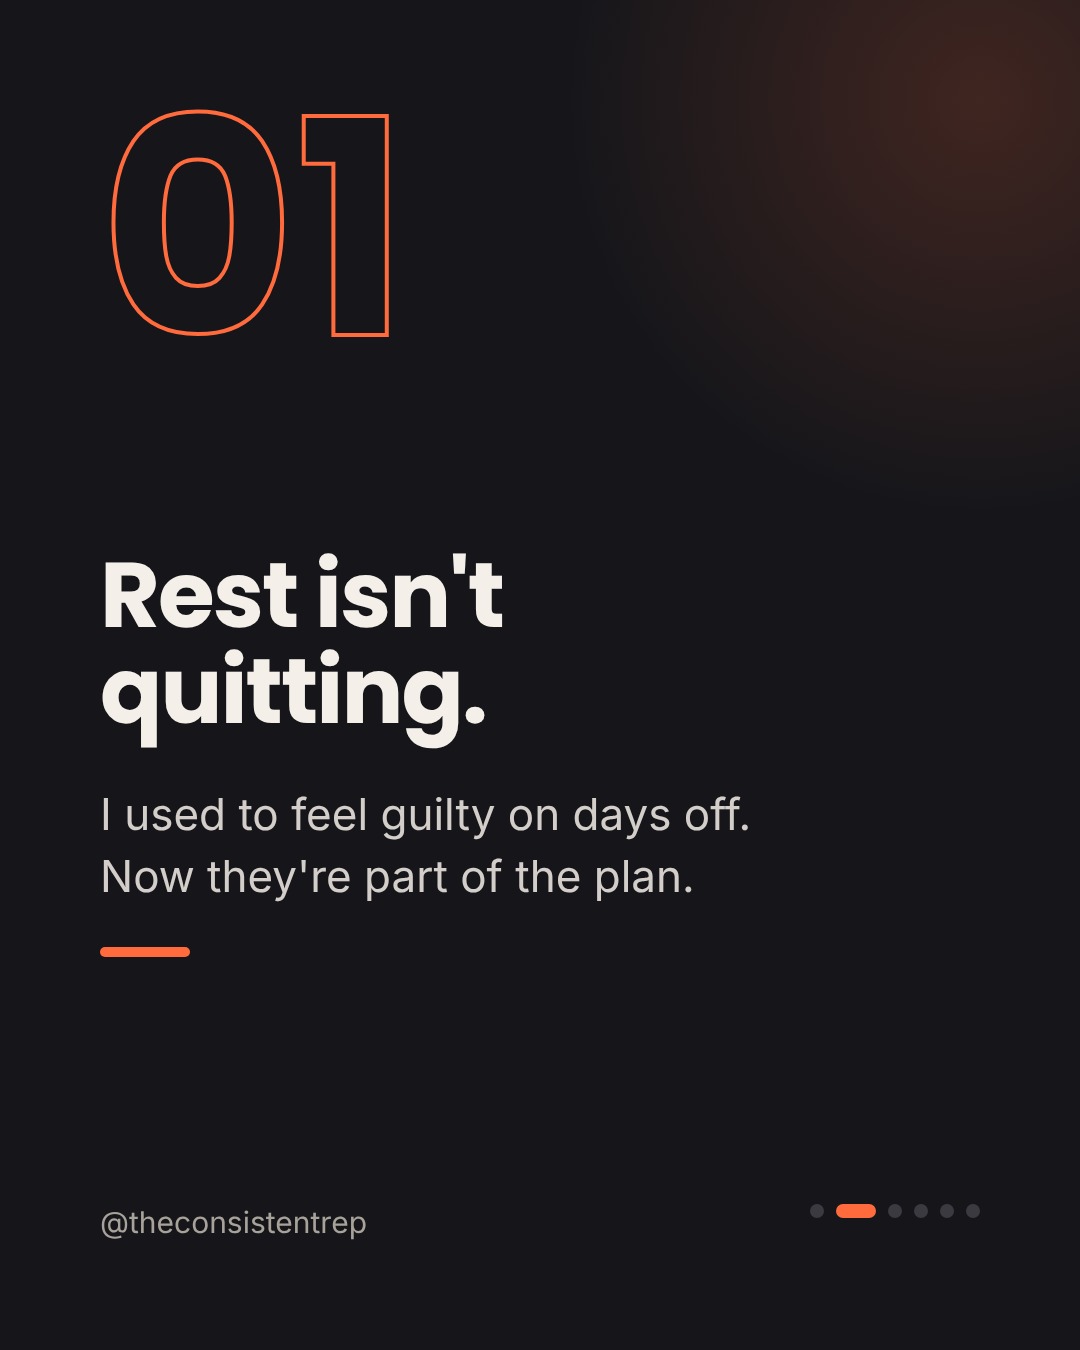 01
Rest isn't
quitting.
I used to feel guilty on days off.
Now they're part of the plan.
@theconsistentrep